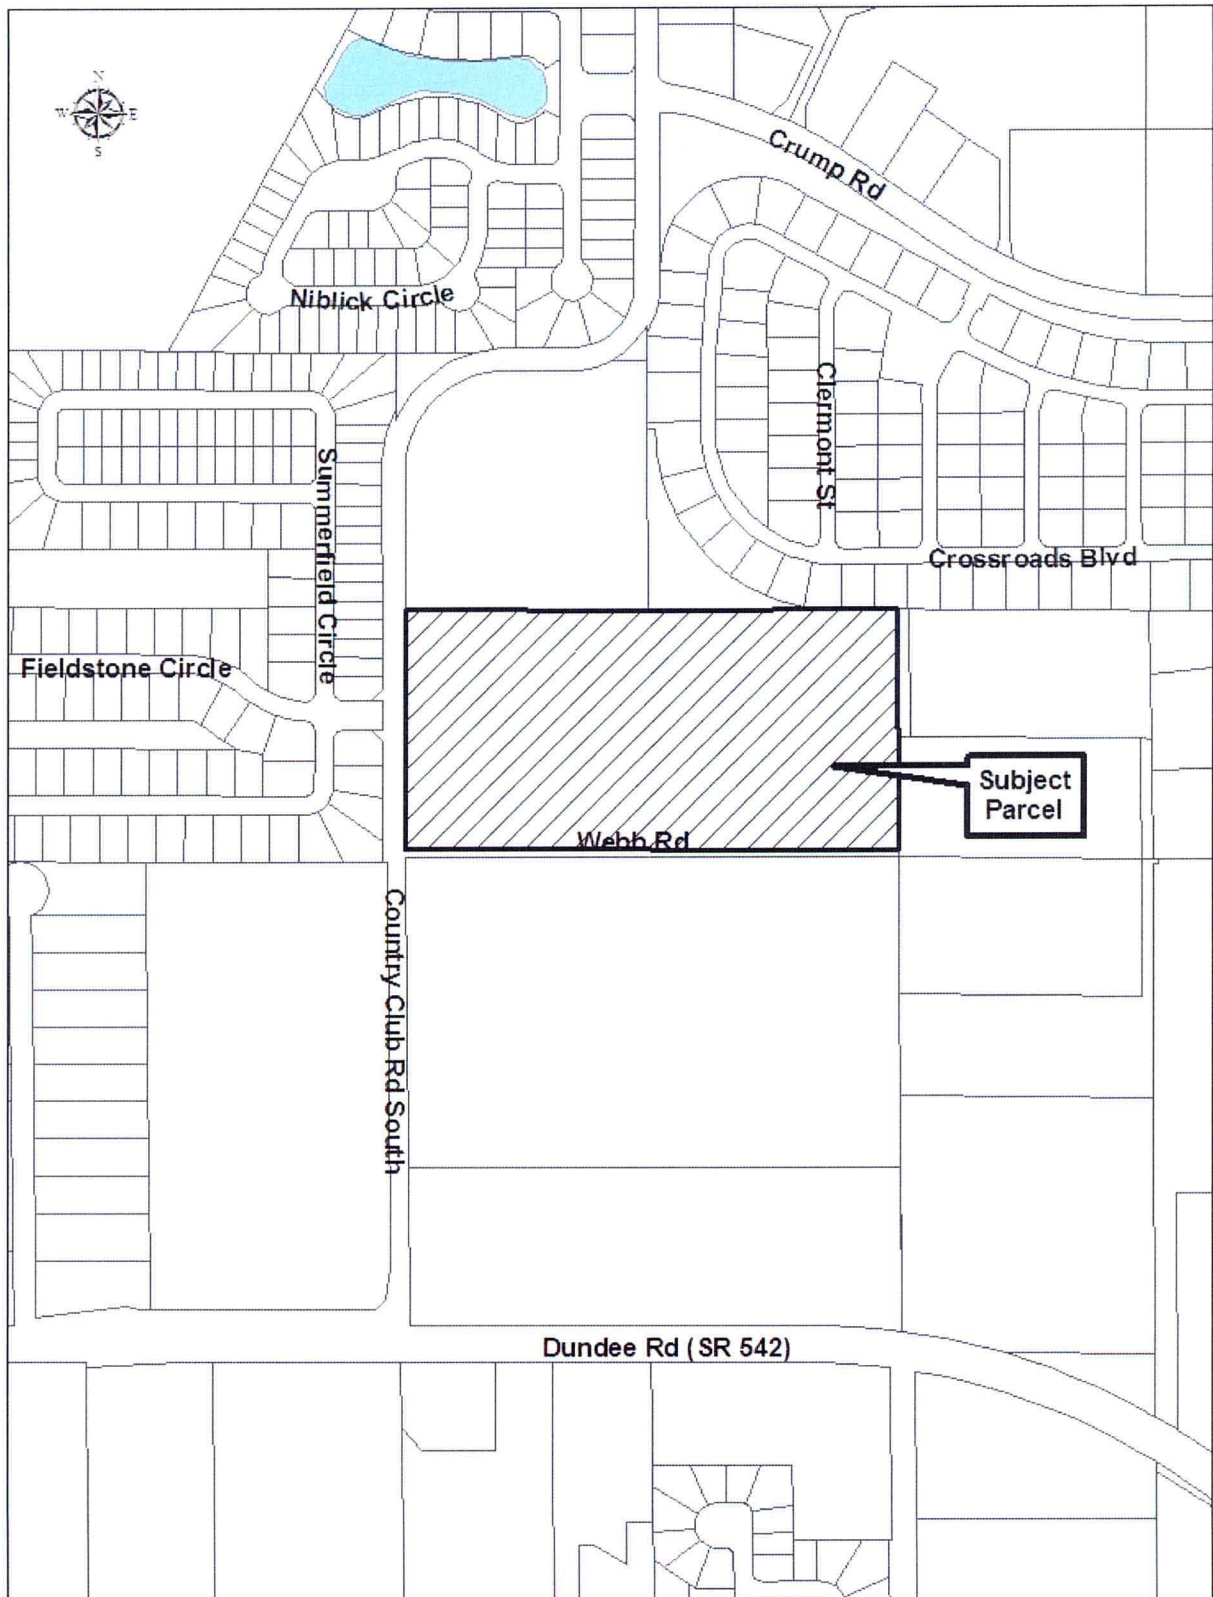 N
W E
S
Crump Rd
Niblick Circle
Clermont St
Summerfield Circle
Crossroads Blvd
Fieldstone Circle
Subject
Parcel
Webb Rd
Country Club Rd South
Dundee Rd (SR 542)